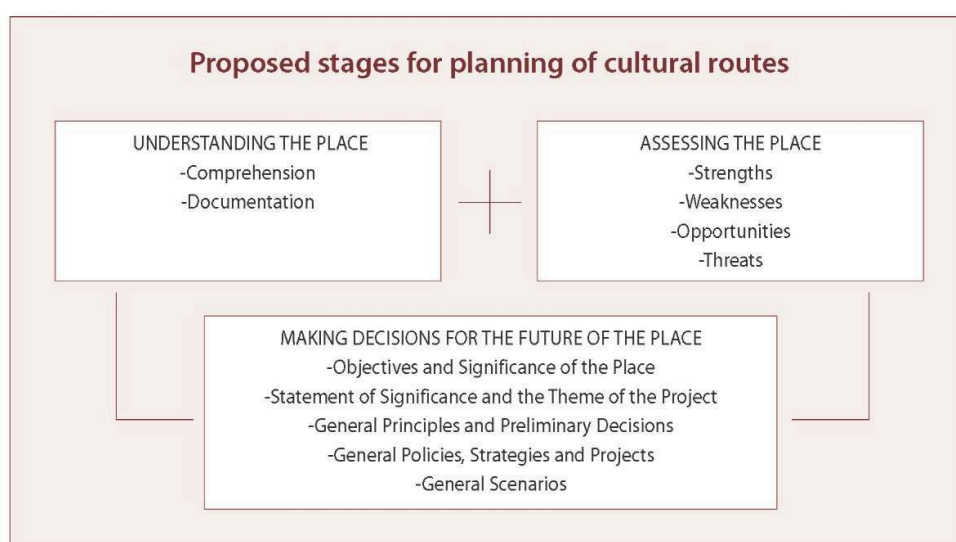 Proposed stages for planning of cultural routes
UNDERSTANDING THE PLACE
-Comprehension
-Documentation
ASSESSING THE PLACE
-Strengths
-Weaknesses
-Opportunities
-Threats
MAKING DECISIONS FOR THE FUTURE OF THE PLACE
-Objectives and Significance of the Place
-Statement of Significance and the Theme of the Project
-General Principles and Preliminary Decisions
-General Policies, Strategies and Projects
-General Scenarios